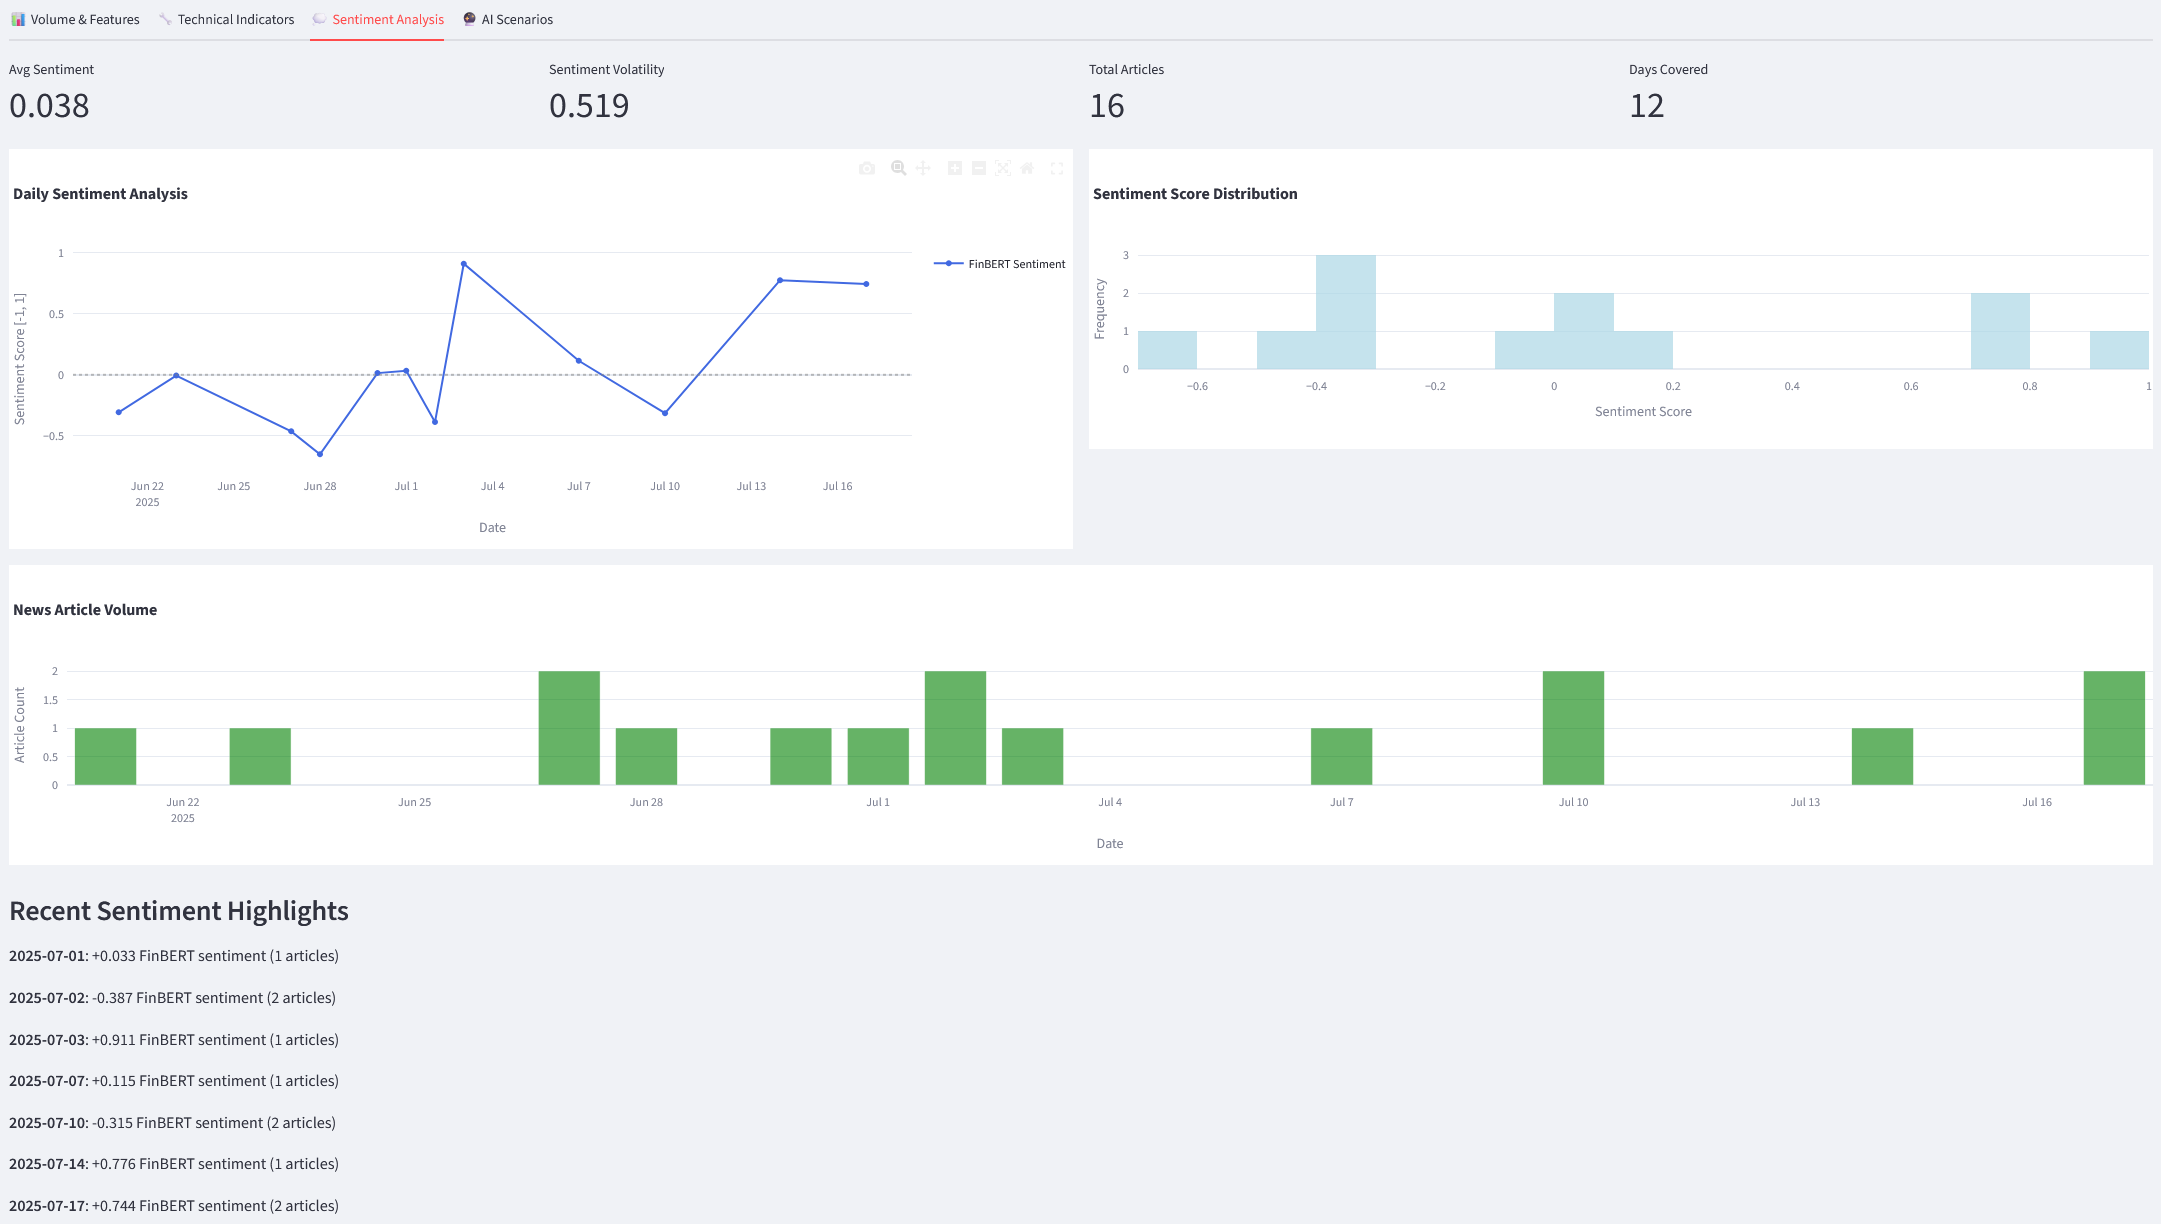 Volume & Features Technical Indicators Sentiment Analysis AI Scenarios
Avg Sentiment
0.038
Sentiment Volatility
0.519
Total Articles
16
Days Covered
12
Daily Sentiment Analysis
FinBERT Sentiment
Sentiment Score [-1, 1]
1
0.5
0
−0.5
Jun 22 Jun 25 Jun 28 Jul 1 Jul 4 Jul 7 Jul 10 Jul 13 Jul 16
2025
Date
Sentiment Score Distribution
Frequency
3
2
1
0
−0.6 −0.4 −0.2 0 0.2 0.4 0.6 0.8 1
Sentiment Score
News Article Volume
Article Count
2
1.5
1
0.5
0
Jun 22 Jun 25 Jun 28 Jul 1 Jul 4 Jul 7 Jul 10 Jul 13 Jul 16
2025
Date
Recent Sentiment Highlights
2025-07-01: +0.033 FinBERT sentiment (1 articles)
2025-07-02: -0.387 FinBERT sentiment (2 articles)
2025-07-03: +0.911 FinBERT sentiment (1 articles)
2025-07-07: +0.115 FinBERT sentiment (1 articles)
2025-07-10: -0.315 FinBERT sentiment (2 articles)
2025-07-14: +0.776 FinBERT sentiment (1 articles)
2025-07-17: +0.744 FinBERT sentiment (2 articles)